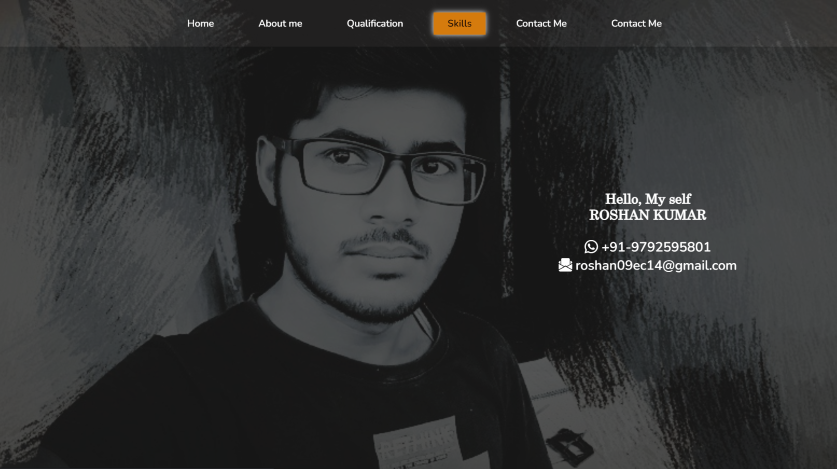 Home
About me
Qualification
Skills
Contact Me
Contact Me
Hello, My self
ROSHAN KUMAR
+91-9792595801
roshan09ec14@gmail.com